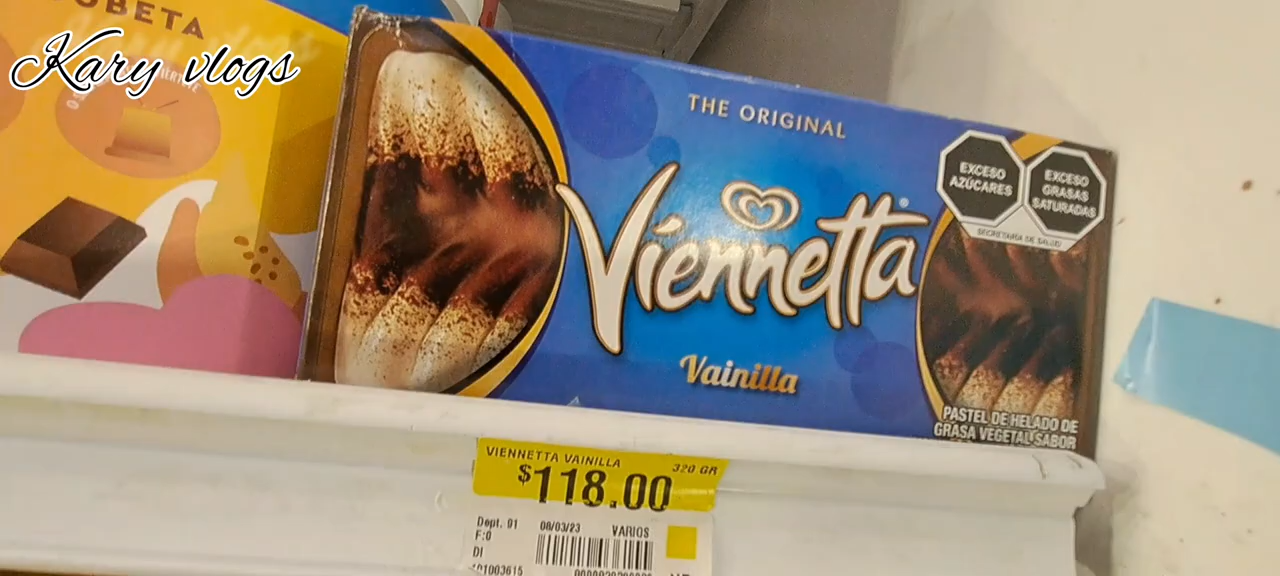 Kary vlogs
THE ORIGINAL
Viennetta®
Vainilla
EXCESO
AZÚCARES
EXCESO
GRASAS
SATURADAS
SECRETARÍA DE SALUD
PASTEL DE HELADO DE
GRASA VEGETAL SABOR
VIENNETTA VAINILLA
320 GR
$118.00
Dept. 91
08/03/23
VARIOS
F:0
DI